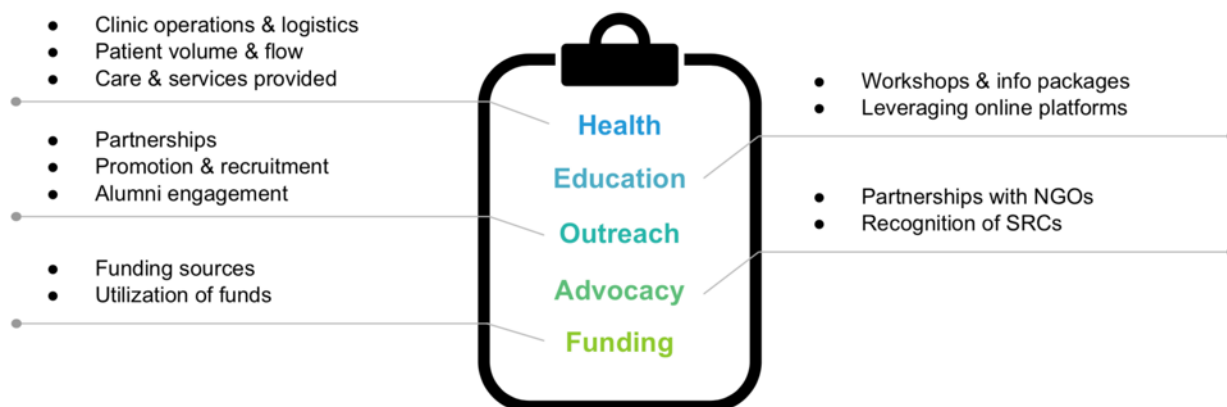 ● Clinic operations & logistics
● Patient volume & flow
● Care & services provided
● Partnerships
● Promotion & recruitment
● Alumni engagement
● Funding sources
● Utilization of funds
Health
Education
Outreach
Advocacy
Funding
● Workshops & info packages
● Leveraging online platforms
● Partnerships with NGOs
● Recognition of SRCs